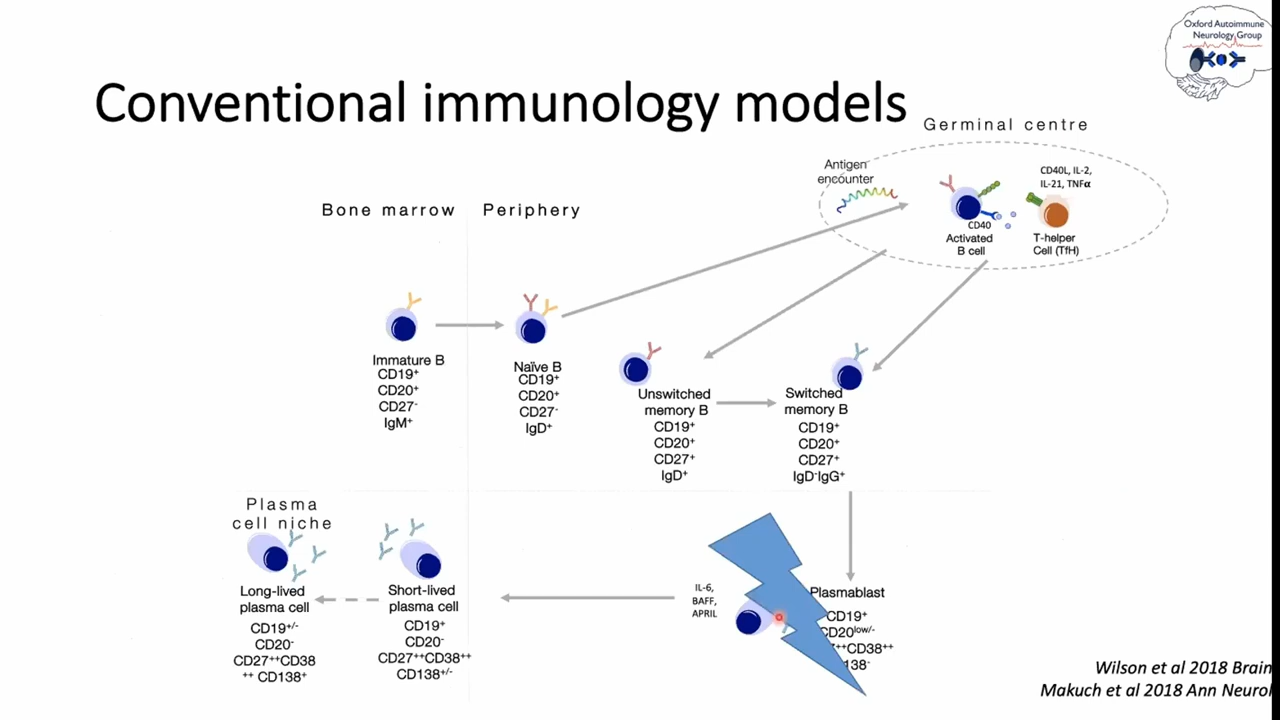 Oxford Autoimmune
Neurology Group
Conventional immunology models
Germinal centre
Antigen
encounter
CD40L, IL-2,
IL-21, TNFα
CD40
Activated
B cell
T-helper
Cell (TfH)
Bone marrow
Periphery
Immature B
CD19⁺
CD20⁺
CD27⁻
IgM⁺
Naïve B
CD19⁺
CD20⁺
CD27⁻
IgD⁺
Unswitched
memory B
CD19⁺
CD20⁺
CD27⁺
IgD⁺
Switched
memory B
CD19⁺
CD20⁺
CD27⁺
IgD⁻IgG⁺
Plasma
cell niche
Long-lived
plasma cell
CD19⁺/⁻
CD20⁻
CD27⁺⁺CD38
⁺⁺ CD138⁺
Short-lived
plasma cell
CD19⁺
CD20⁻
CD27⁺⁺CD38⁺⁺
CD138⁺/⁻
IL-6,
BAFF,
APRIL
Plasmablast
CD19⁺
CD20low/-
⁺⁺CD38⁺⁺
138⁻
Wilson et al 2018 Brain
Makuch et al 2018 Ann Neurol